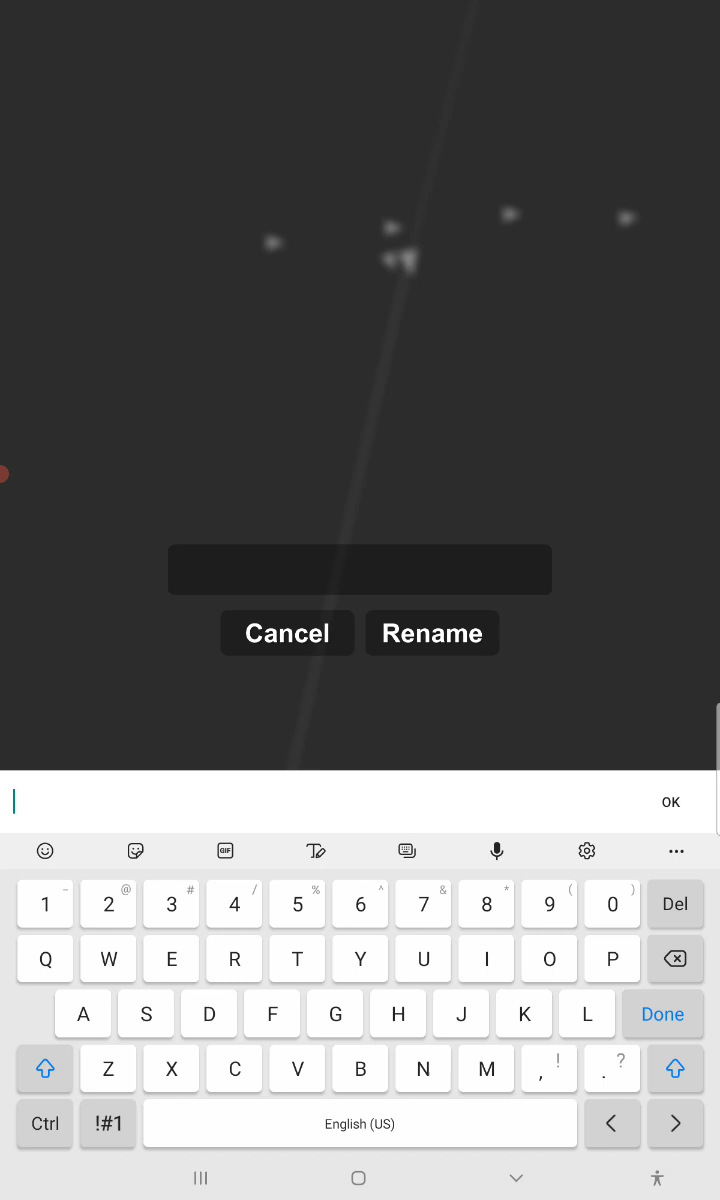 Cancel Rename
OK
GIF
1 – 2 @ 3 # 4 / 5 % 6 ^ 7 & 8 * 9 ( 0 ) Del
Q W E R T Y U I O P
A S D F G H J K L Done
Z X C V B N M , ! . ?
Ctrl !#1 English (US) < >